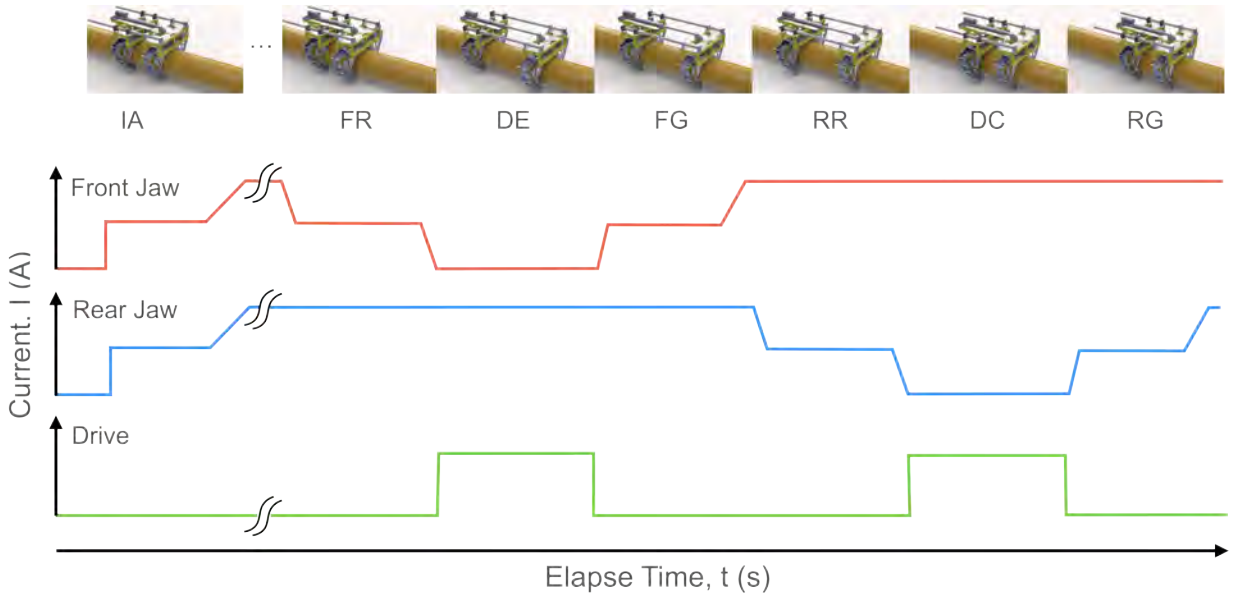 ...
IA
FR
DE
FG
RR
DC
RG
Front Jaw
Rear Jaw
Drive
Current. I (A)
Elapse Time, t (s)